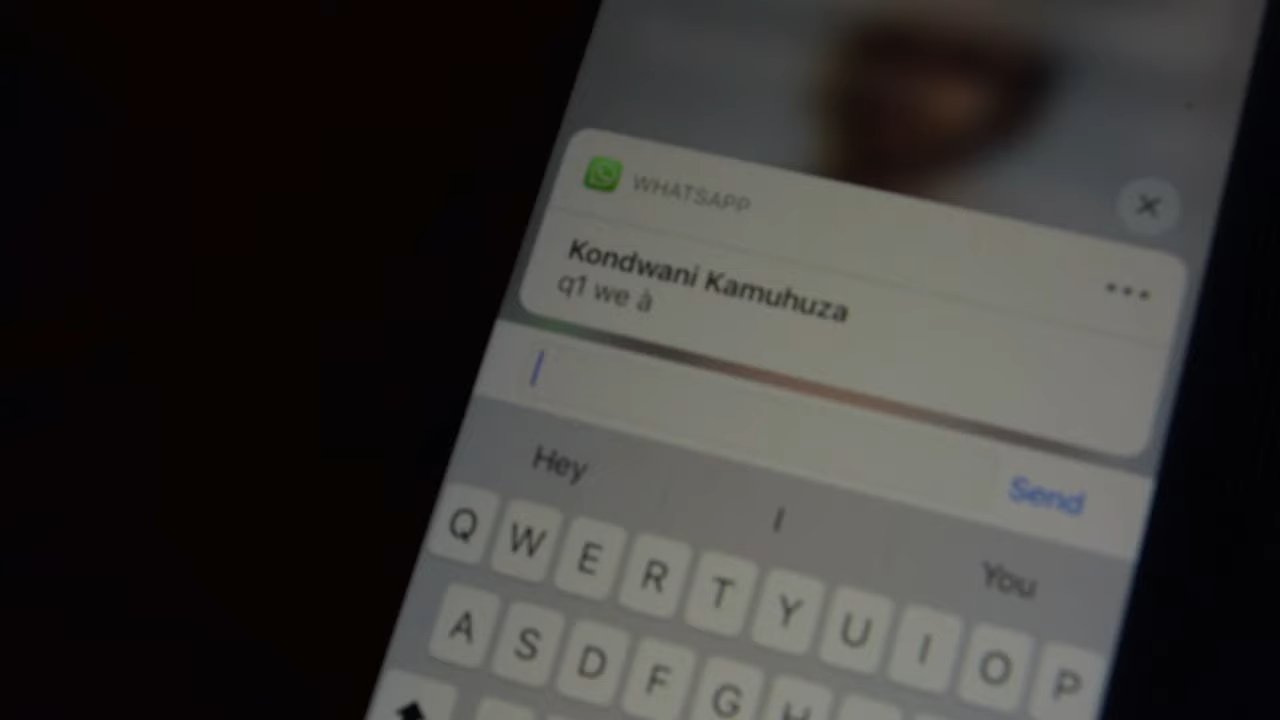 WHATSAPP
Kondwani Kamuhuza
q1 we à
Send
Hey I You
Q W E R T Y U I O P
A S D F G H